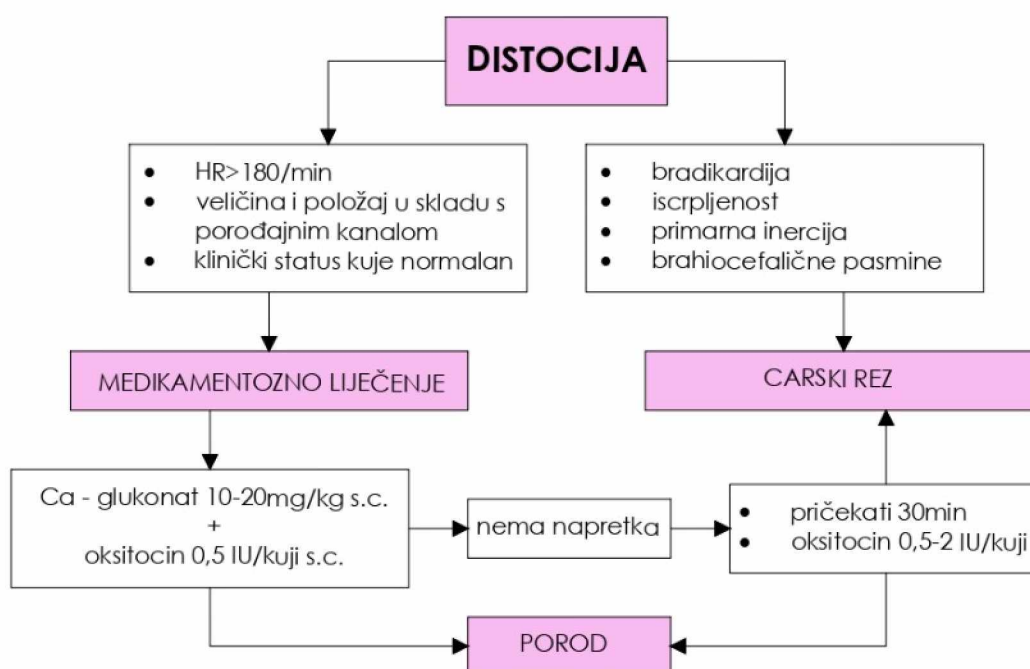 DISTOCIJA
• HR>180/min
• veličina i položaj u skladu s
porođajnim kanalom
• klinički status kuje normalan
• bradikardija
• iscrpljenost
• primarna inercija
• brahiocefalične pasmine
MEDIKAMENTOZNO LIJEČENJE
CARSKI REZ
Ca - glukonat 10-20mg/kg s.c.
+
oksitocin 0,5 IU/kuji s.c.
nema napretka
• pričekati 30min
• oksitocin 0,5-2 IU/kuji
POROD